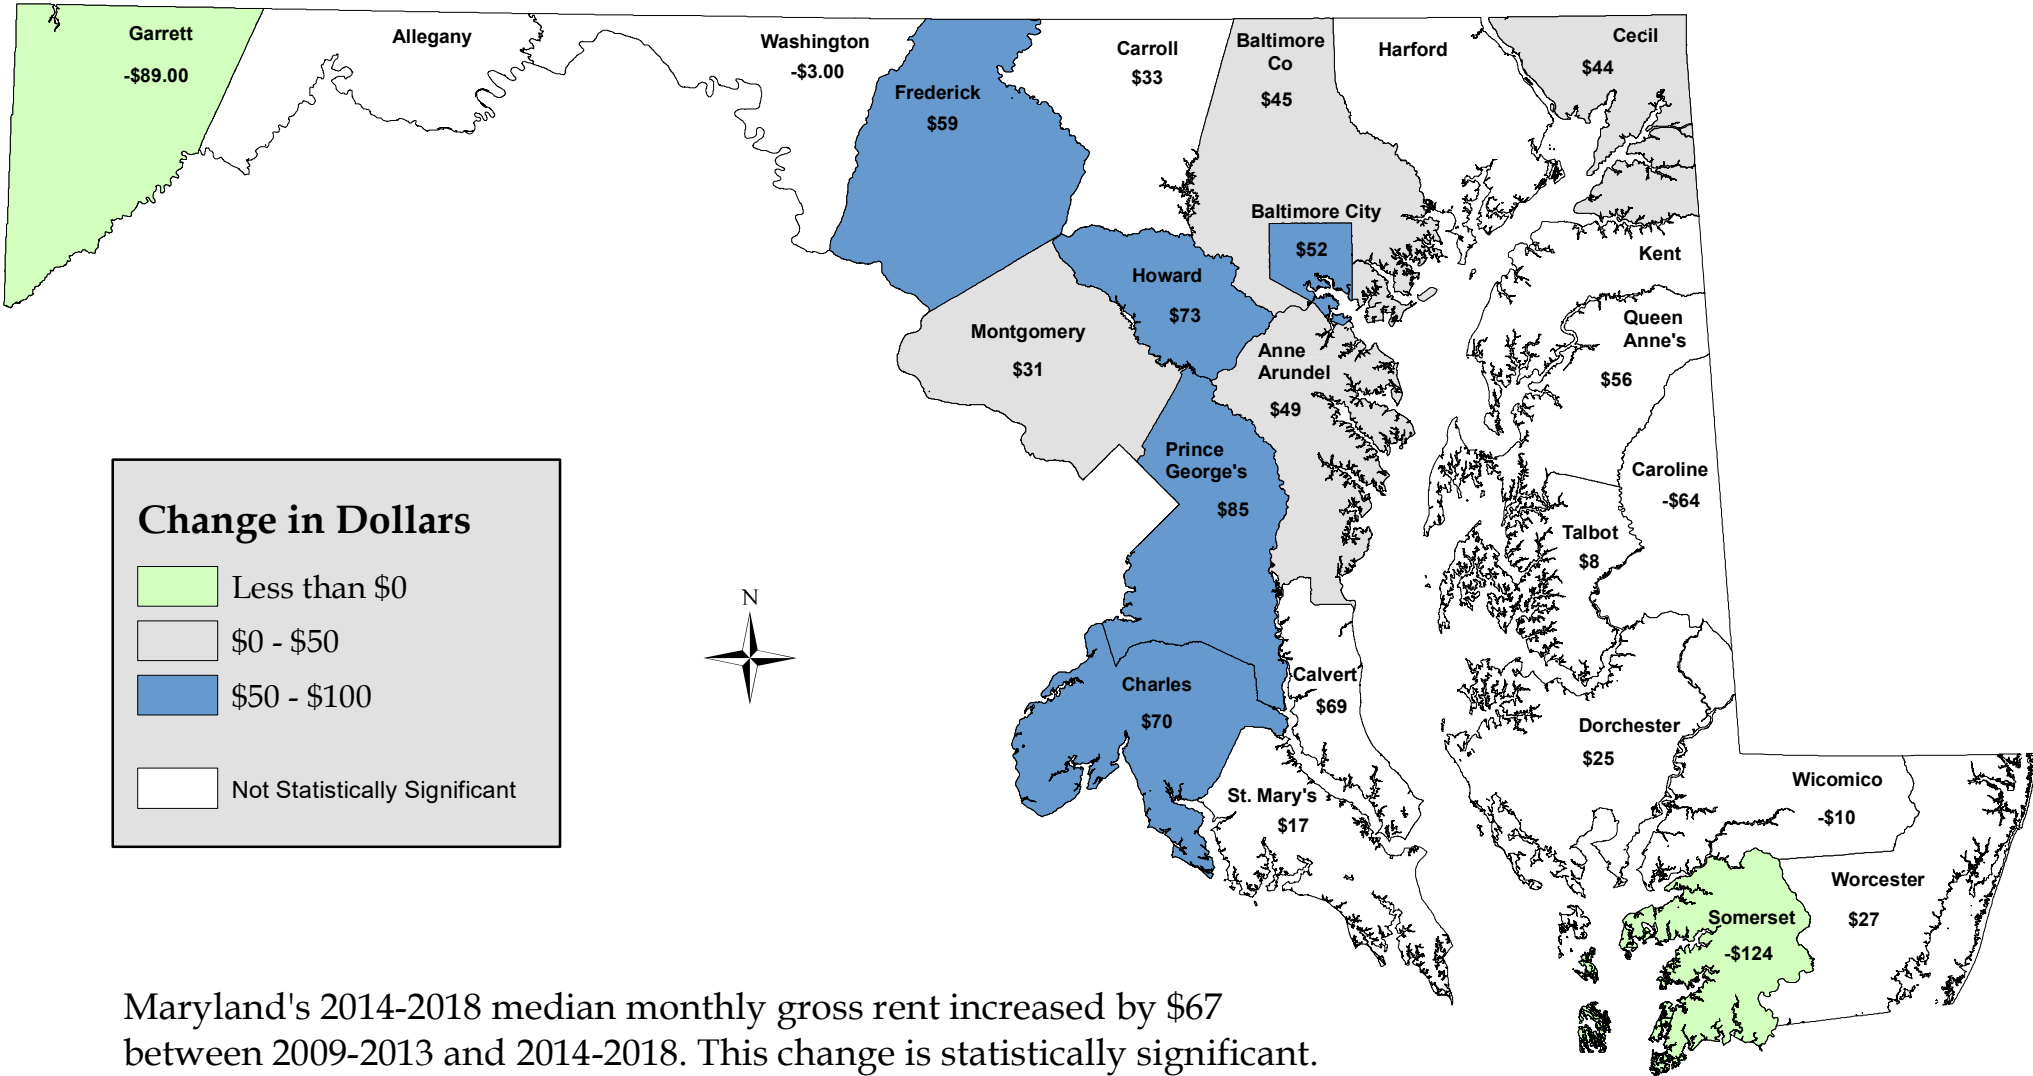 Garrett
-$89.00
Allegany
Washington
-$3.00
Frederick
$59
Carroll
$33
Baltimore
Co
$45
Harford
Cecil
$44
Baltimore City
$52
Kent
Howard
$73
Montgomery
$31
Queen
Anne's
$56
Anne
Arundel
$49
Prince
George's
$85
Caroline
-$64
Talbot
$8
Change in Dollars
Less than $0
$0 - $50
$50 - $100
Not Statistically Significant
N
Charles
$70
Calvert
$69
Dorchester
$25
St. Mary's
$17
Wicomico
-$10
Worcester
$27
Somerset
-$124
Maryland's 2014-2018 median monthly gross rent increased by $67
between 2009-2013 and 2014-2018. This change is statistically significant.